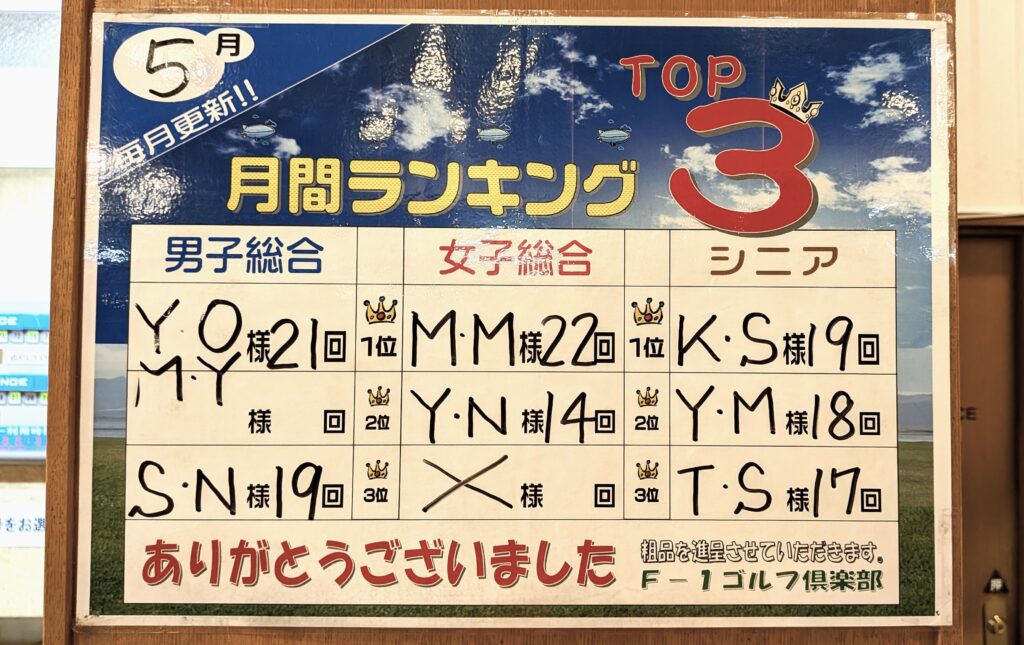 5月
毎月更新!!
TOP
3
月間ランキング
男子総合 女子総合 シニア
Y・O様21回 1位 M・M様22回 1位 K・S様19回
M・Y
様 回 2位 Y・N様14回 2位 Y・M様18回
S・N様19回 3位 ×様 回 3位 T・S様17回
ありがとうございました
粗品を進呈させていただきます。
F-1ゴルフ倶楽部